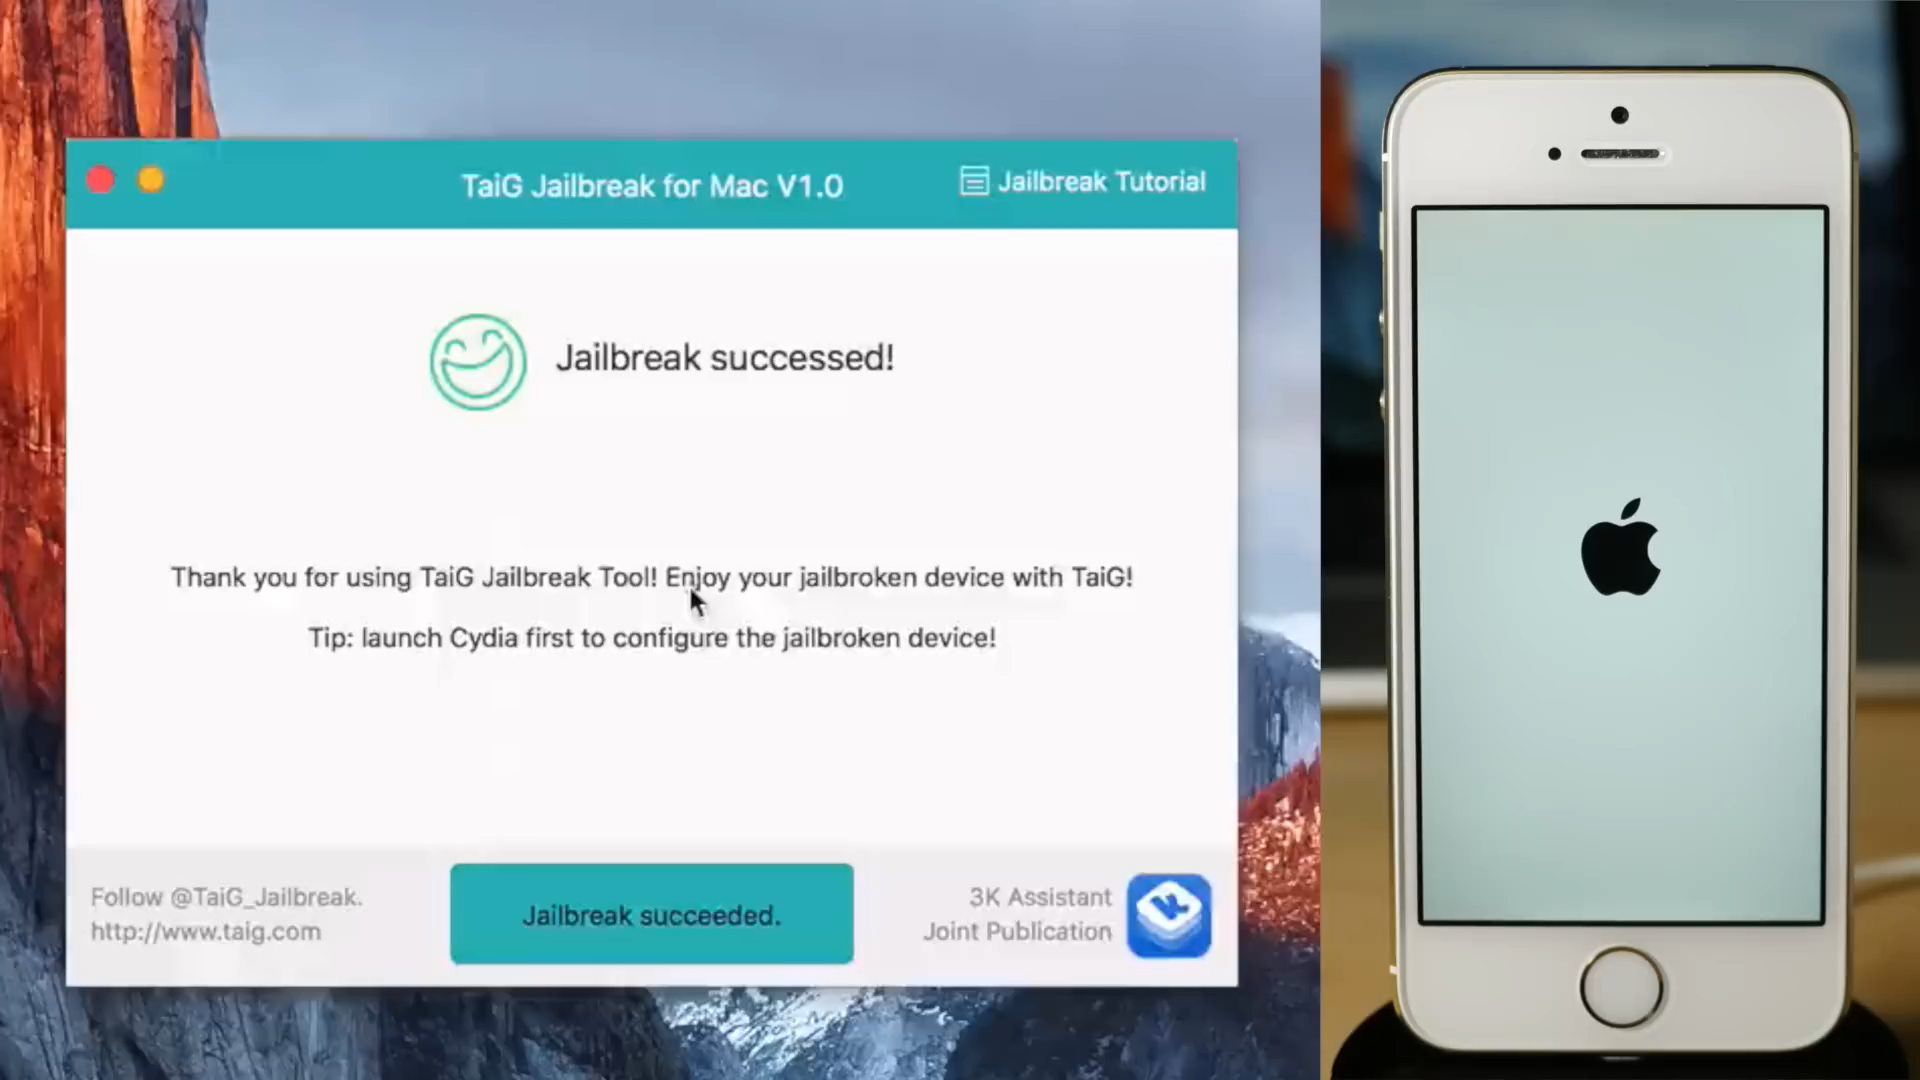 TaiG Jailbreak for Mac V1.0
Jailbreak Tutorial
Jailbreak successed!
Thank you for using TaiG Jailbreak Tool! Enjoy your jailbroken device with TaiG!
Tip: launch Cydia first to configure the jailbroken device!
Follow @TaiG_Jailbreak.
http://www.taig.com
Jailbreak succeeded.
3K Assistant
Joint Publication